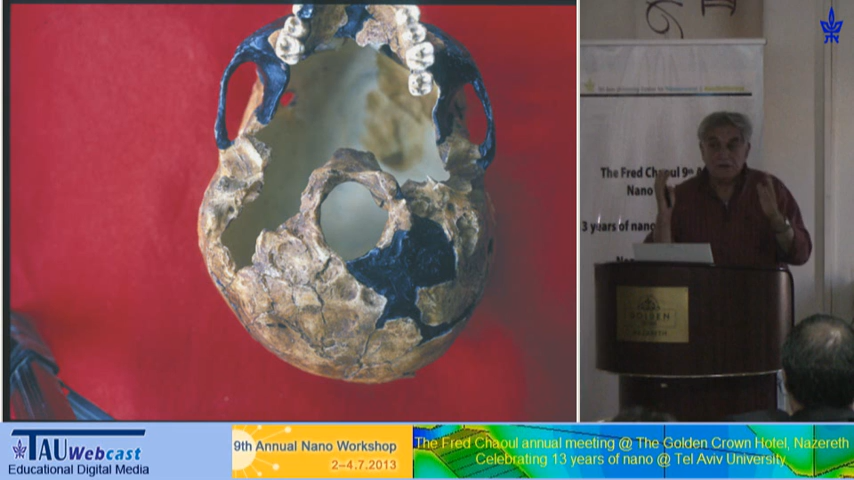 The Fred Chaoul 9th A
Nano
3 years of nano
GOLDEN
TAU Webcast
Educational Digital Media
9th Annual Nano Workshop
2–4.7.2013
The Fred Chaoul annual meeting @ The Golden Crown Hotel, Nazereth
Celebrating 13 years of nano @ Tel Aviv University